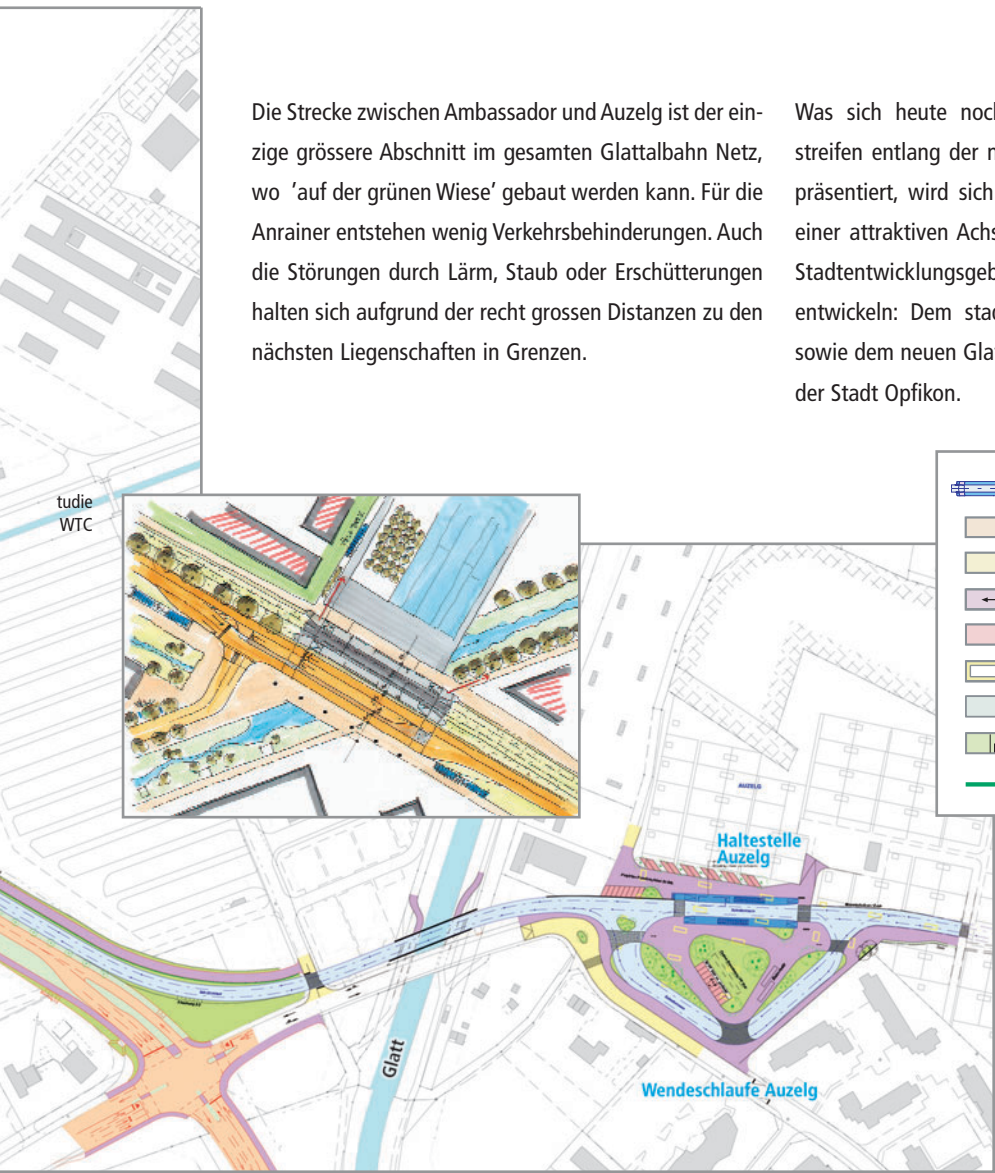 Die Strecke zwischen Ambassador und Auzelg ist der ein-
zige grössere Abschnitt im gesamten Glattalbahn Netz,
wo 'auf der grünen Wiese' gebaut werden kann. Für die
Anrainer entstehen wenig Verkehrsbehinderungen. Auch
die Störungen durch Lärm, Staub oder Erschütterungen
halten sich aufgrund der recht grossen Distanzen zu den
nächsten Liegenschaften in Grenzen.
Was sich heute noch
streifen entlang der
präsentiert, wird sich
einer attraktiven
Stadtentwicklungsgeb
entwickeln: Dem
sowie dem neuen
der Stadt Opfikon.
tudie
WTC
AUZELG
Haltestelle
Auzelg
Glatt
Wendeschlaufe Auzelg